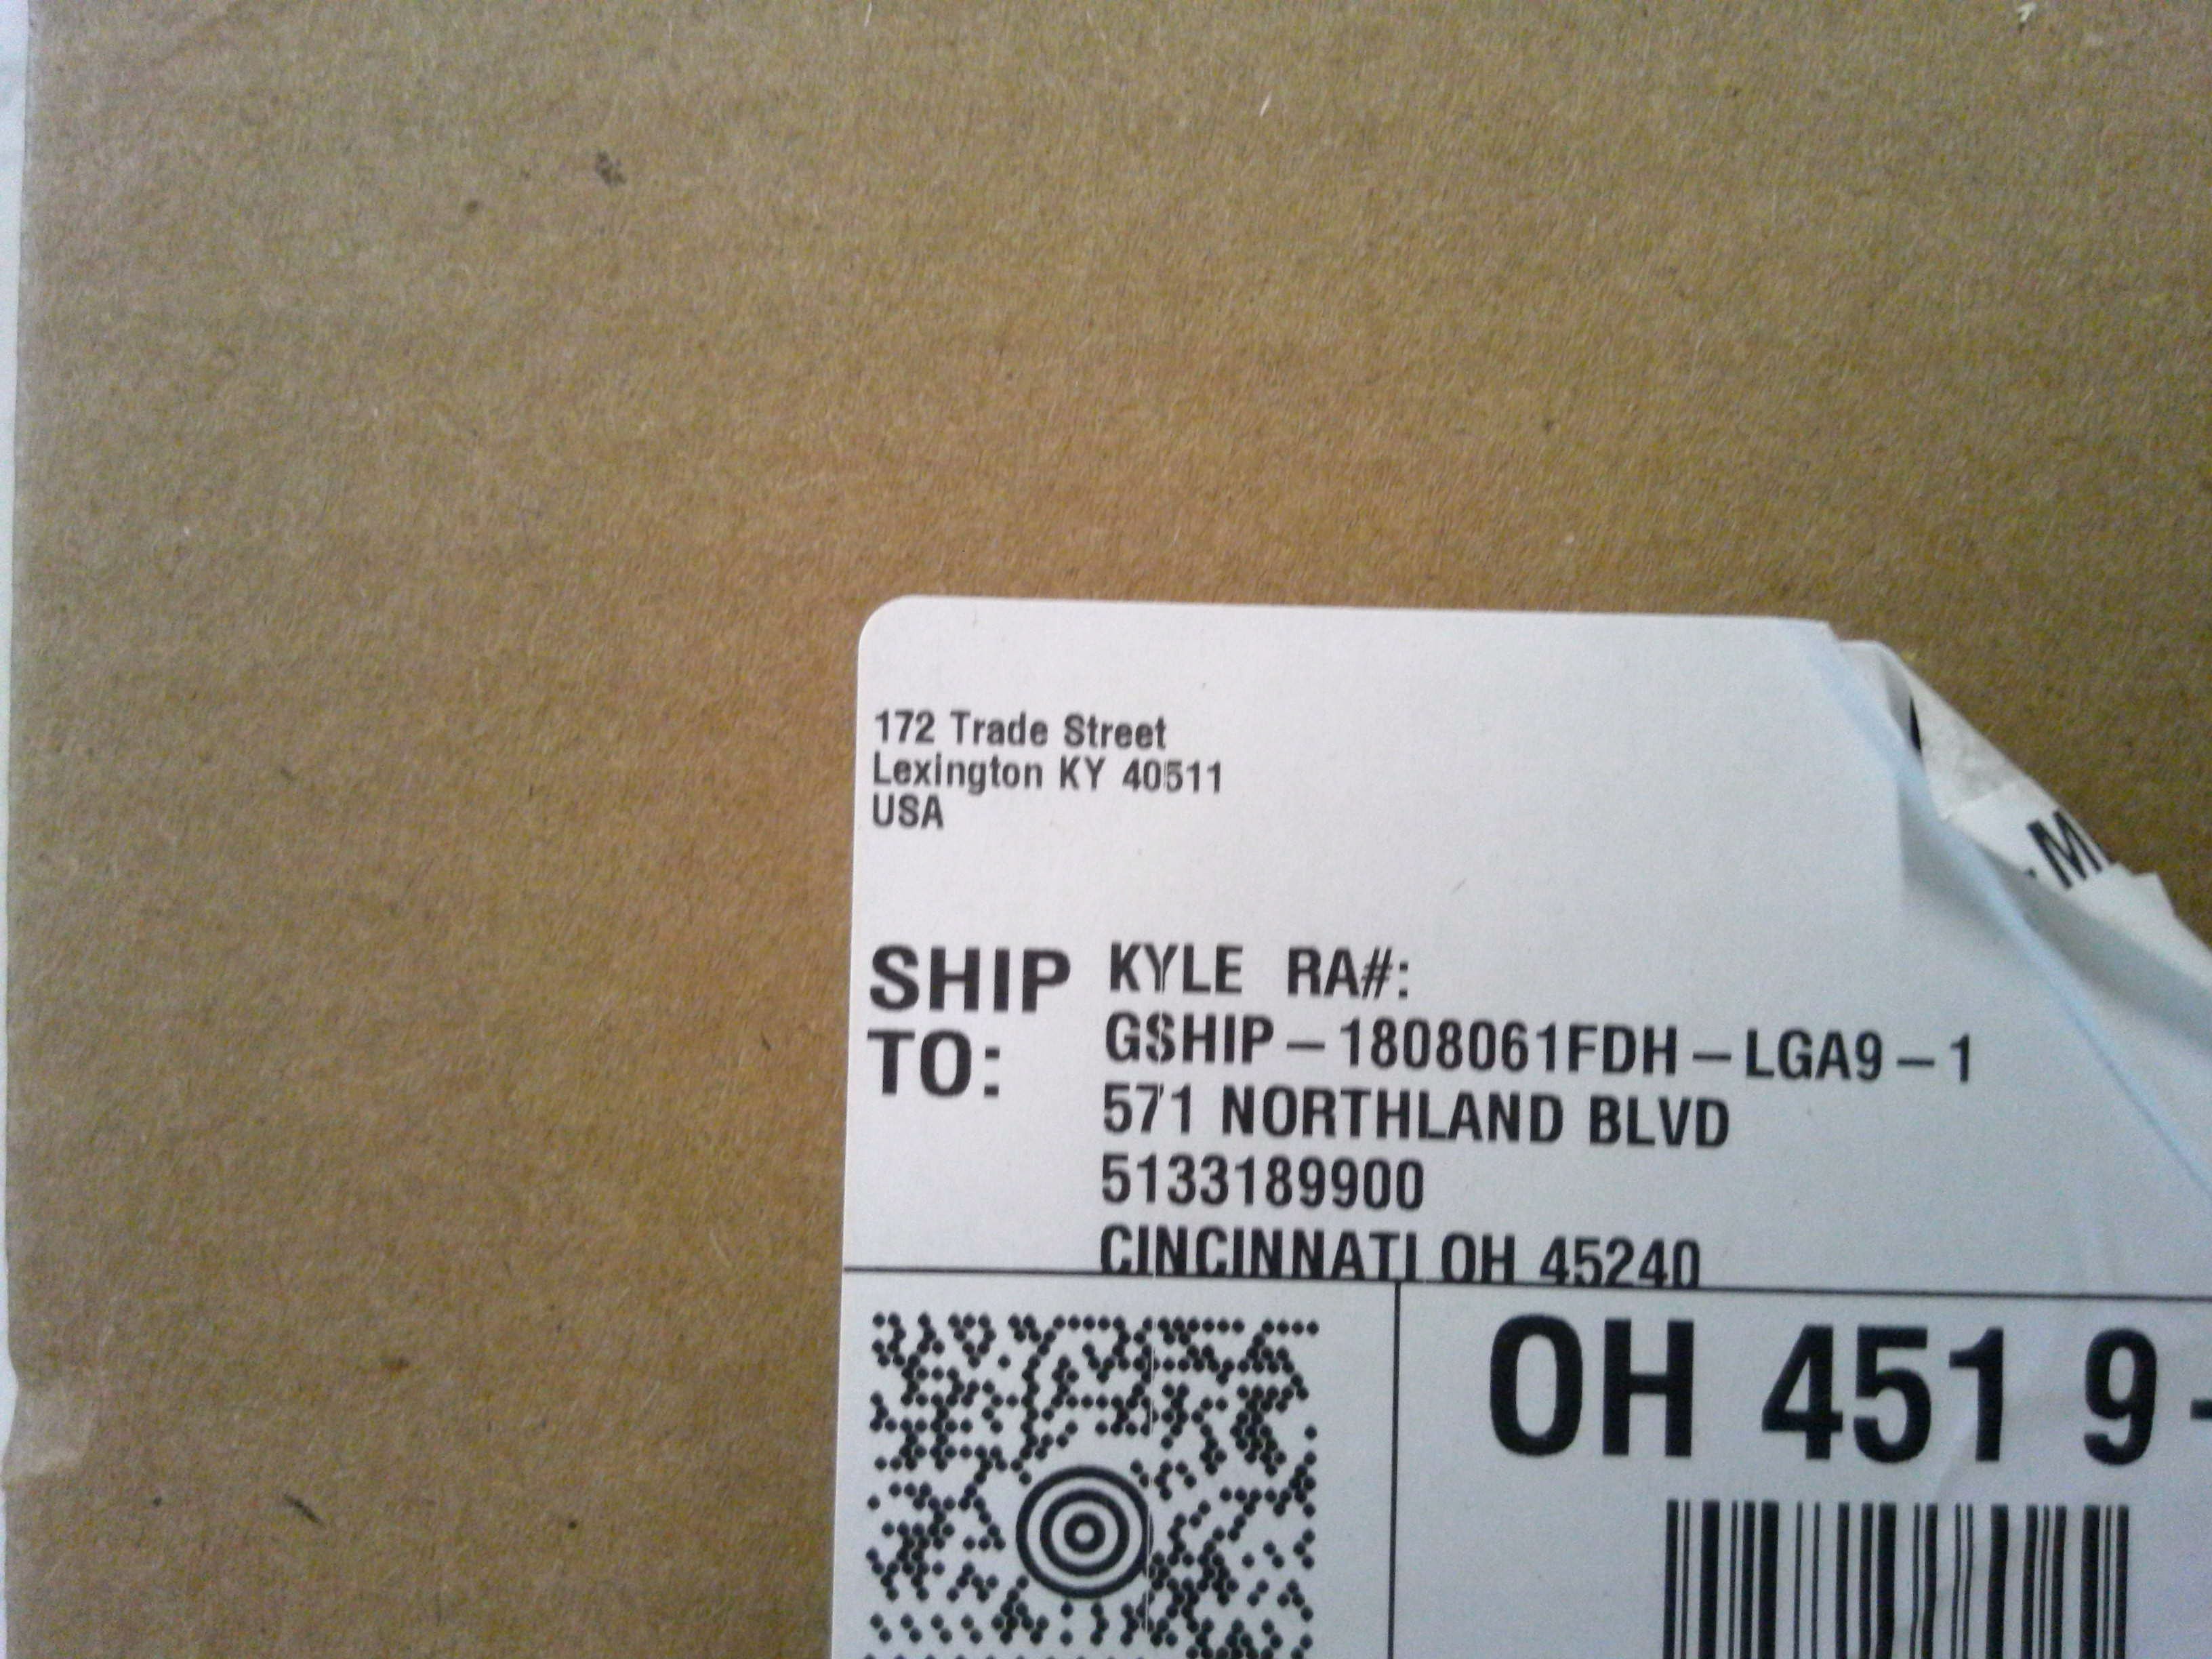 172 Trade Street
Lexington KY 40511
USA
SHIP TO:
KYLE RA#:
GSHIP-1808061FDH-LGA9-1
571 NORTHLAND BLVD
5133189900
CINCINNATI OH 45240
OH 451 9-